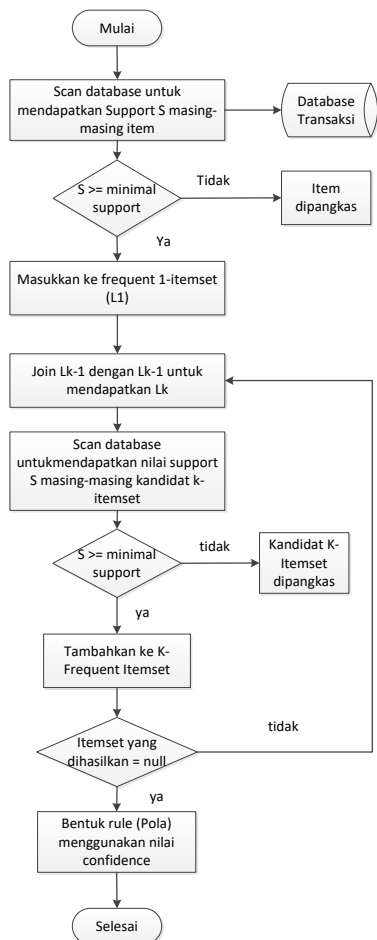 Mulai
Scan database untuk
mendapatkan Support S masing-
masing item
Database
Transaksi
S >= minimal
support
Tidak
Item
dipangkas
Ya
Masukkan ke frequent 1-itemset
(L1)
Join Lk-1 dengan Lk-1 untuk
mendapatkan Lk
Scan database
untukmendapatkan nilai support
S masing-masing kandidat k-
itemset
S >= minimal
support
tidak
Kandidat K-
Itemset
dipangkas
ya
Tambahkan ke K-
Frequent Itemset
tidak
Itemset yang
dihasilkan = null
ya
Bentuk rule (Pola)
menggunakan nilai
confidence
Selesai